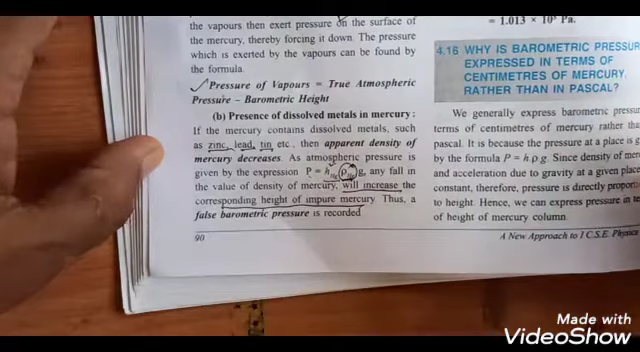 the vapours then exert pressure on the surface of
the mercury, thereby forcing it down. The pressure
which is exerted by the vapours can be found by
the formula.
Pressure of Vapours = True Atmospheric
Pressure – Barometric Height
(b) Presence of dissolved metals in mercury :
If the mercury contains dissolved metals, such
as zinc, lead, tin etc., then apparent density of
mercury decreases. As atmospheric pressure is
given by the expression P = hHg ρHg g, any fall in
the value of density of mercury, will increase the
corresponding height of impure mercury Thus, a
false barometric pressure is recorded
90
= 1.013 × 10⁵ Pa.
4.16 WHY IS BAROMETRIC PRESSUR
EXPRESSED IN TERMS OF
CENTIMETRES OF MERCURY,
RATHER THAN IN PASCAL?
We generally express barometric pressu
terms of centimetres of mercury rather tha
pascal. It is because the pressure at a place is g
by the formula P = h.ρ.g. Since density of mer
and acceleration due to gravity at a given place
constant, therefore, pressure is directly proporti
to height. Hence, we can express pressure in te
of height of mercury column.
A New Approach to I C.S.E. Physics
Made with
VideoShow